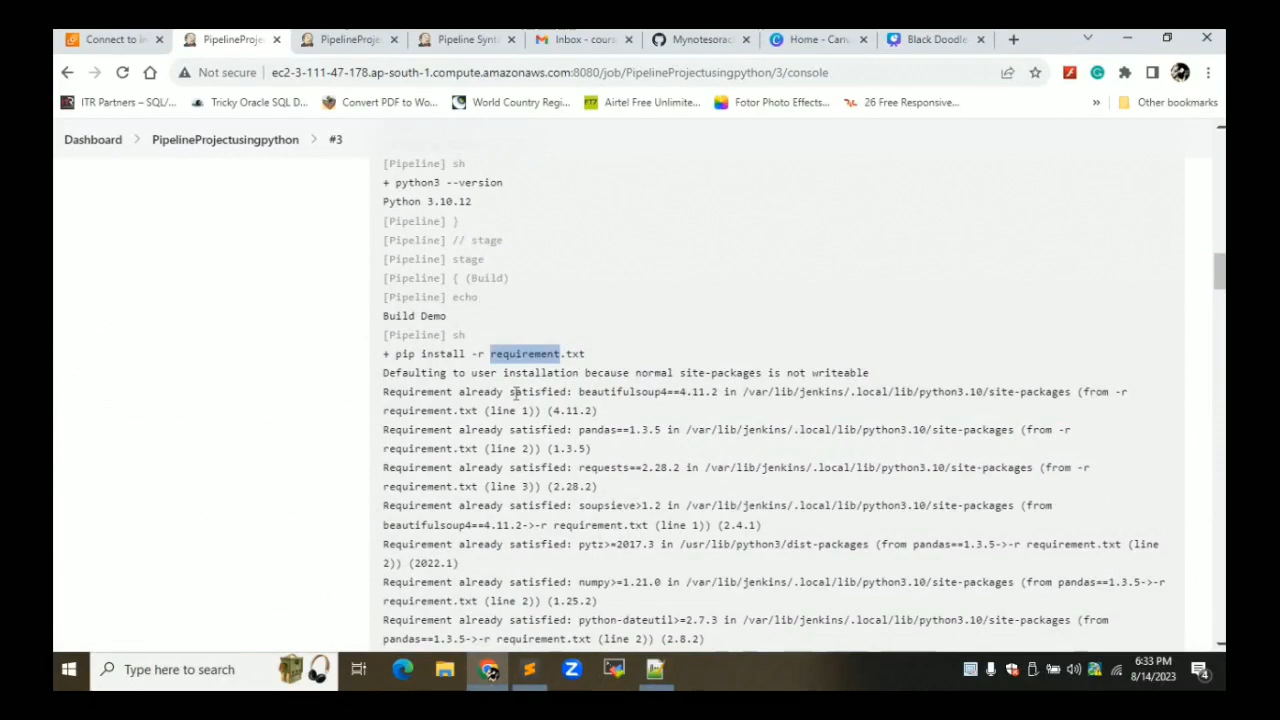 Connect to in
PipelineProje
PipelineProje
Pipeline Synt
Inbox - cours
Mynotesorac
Home - Canv
Black Doodle
Not secure
ec2-3-111-47-178.ap-south-1.compute.amazonaws.com:8080/job/PipelineProjectusingpython/3/console
ITR Partners – SQL/...
Tricky Oracle SQL D...
Convert PDF to Wo...
World Country Regi...
Airtel Free Unlimite...
Fotor Photo Effects...
26 Free Responsive...
»
Other bookmarks
Dashboard > PipelineProjectusingpython > #3
[Pipeline] sh
+ python3 --version
Python 3.10.12
[Pipeline] }
[Pipeline] // stage
[Pipeline] stage
[Pipeline] { (Build)
[Pipeline] echo
Build Demo
[Pipeline] sh
+ pip install -r requirement.txt
Defaulting to user installation because normal site-packages is not writeable
Requirement already satisfied: beautifulsoup4==4.11.2 in /var/lib/jenkins/.local/lib/python3.10/site-packages (from -r
requirement.txt (line 1)) (4.11.2)
Requirement already satisfied: pandas==1.3.5 in /var/lib/jenkins/.local/lib/python3.10/site-packages (from -r
requirement.txt (line 2)) (1.3.5)
Requirement already satisfied: requests==2.28.2 in /var/lib/jenkins/.local/lib/python3.10/site-packages (from -r
requirement.txt (line 3)) (2.28.2)
Requirement already satisfied: soupsieve>1.2 in /var/lib/jenkins/.local/lib/python3.10/site-packages (from
beautifulsoup4==4.11.2->-r requirement.txt (line 1)) (2.4.1)
Requirement already satisfied: pytz>=2017.3 in /usr/lib/python3/dist-packages (from pandas==1.3.5->-r requirement.txt (line
2)) (2022.1)
Requirement already satisfied: numpy>=1.21.0 in /var/lib/jenkins/.local/lib/python3.10/site-packages (from pandas==1.3.5->-r
requirement.txt (line 2)) (1.25.2)
Requirement already satisfied: python-dateutil>=2.7.3 in /var/lib/jenkins/.local/lib/python3.10/site-packages (from
pandas==1.3.5->-r requirement.txt (line 2)) (2.8.2)
Type here to search
6:33 PM
8/14/2023
4